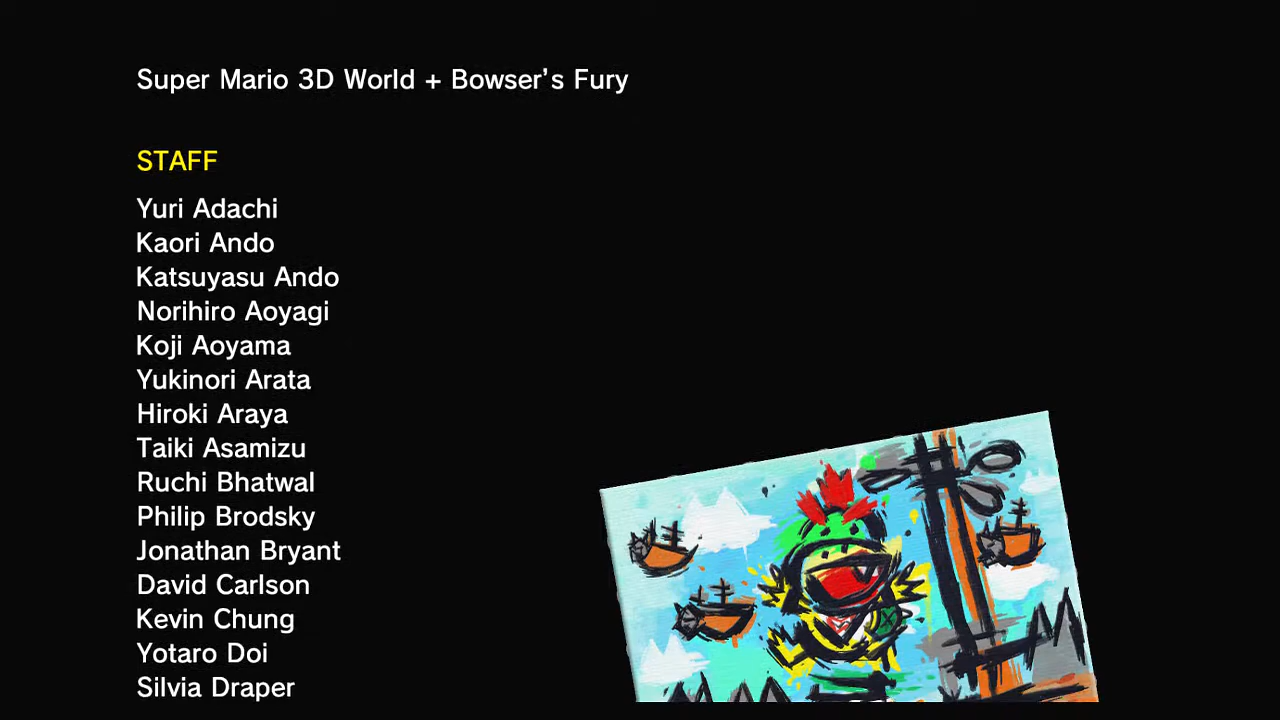 Super Mario 3D World + Bowser's Fury
STAFF
Yuri Adachi
Kaori Ando
Katsuyasu Ando
Norihiro Aoyagi
Koji Aoyama
Yukinori Arata
Hiroki Araya
Taiki Asamizu
Ruchi Bhatwal
Philip Brodsky
Jonathan Bryant
David Carlson
Kevin Chung
Yotaro Doi
Silvia Draper